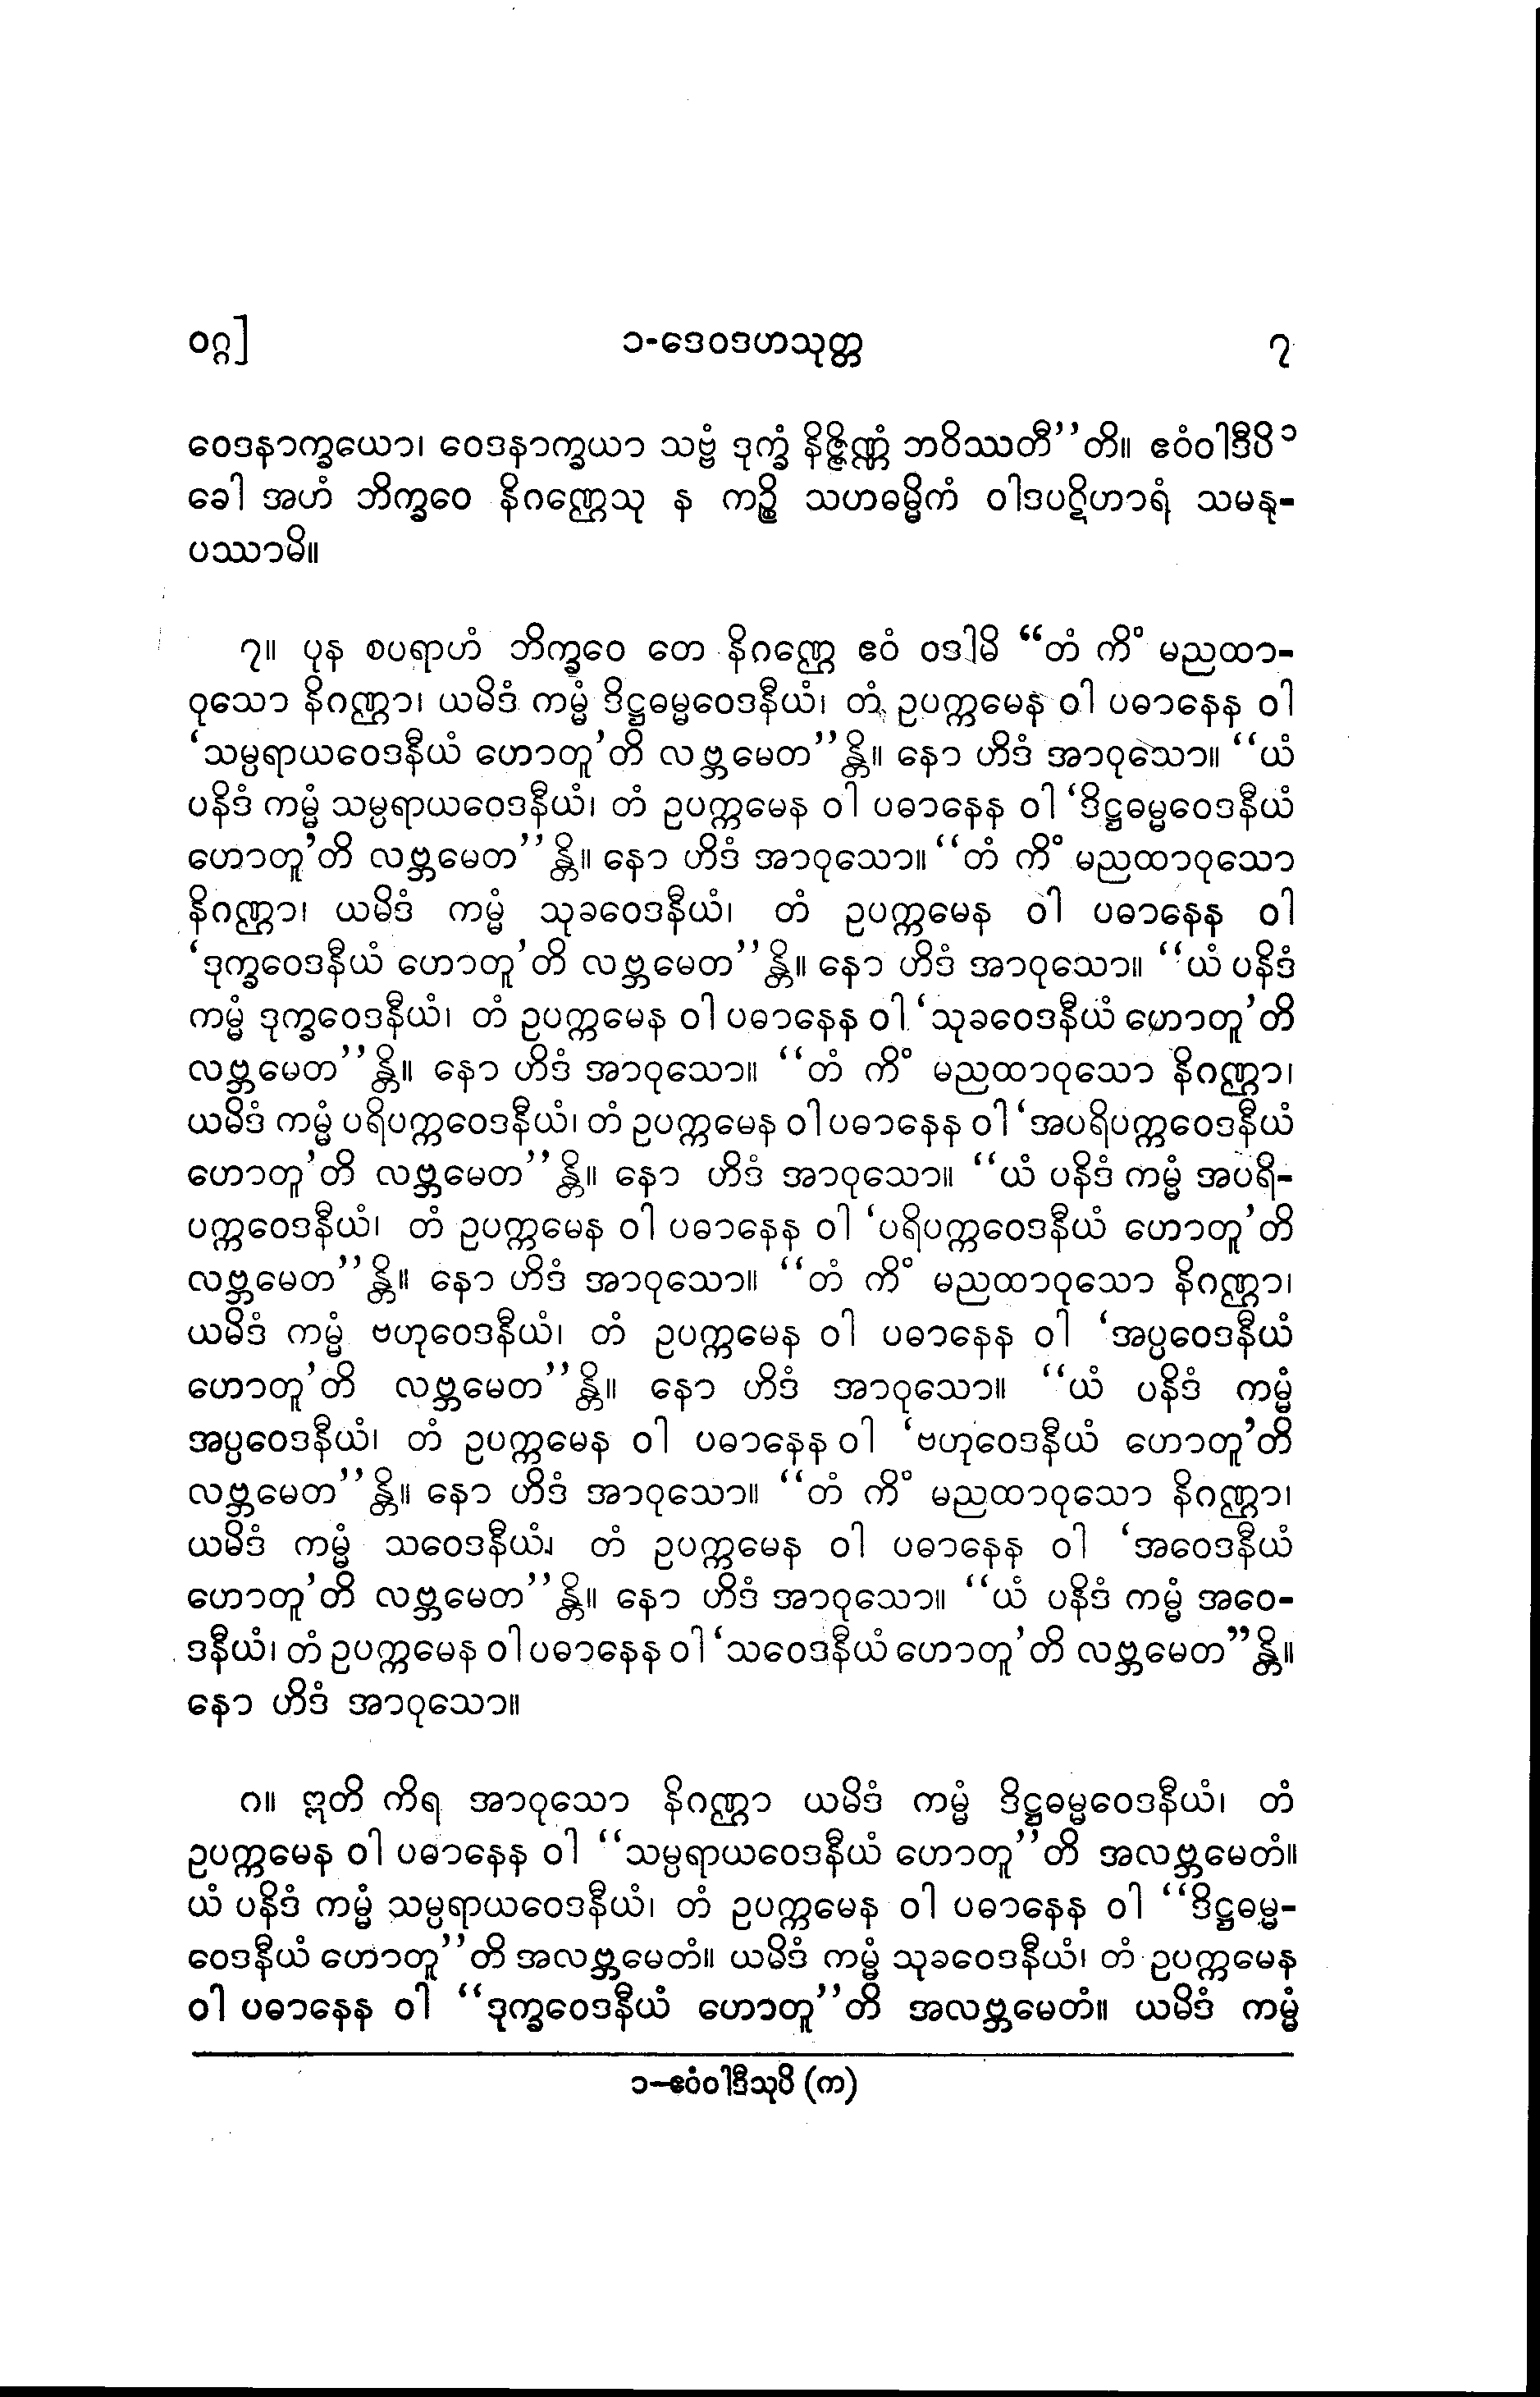 ဝဂ္ဂ]
၁-ဒေဝဒဟသုတ္တ
၇
ဝေဒနာက္ခယော၊ ဝေဒနာက္ခယာ သဗ္ဗံ ဒုက္ခံ နိဇ္ဇိဏ္ဏံ ဘဝိဿတီ’’တိ။ ဧဝံဝါဒီပိ၁
ခေါ အဟံ ဘိက္ခဝေ နိဂဏ္ဌေသု န ကဉ္စိ သဟဓမ္မိကံ ဝါဒပဋိဟာရံ သမနု-
ပဿာမိ။
၇။ ပုန စပရာဟံ ဘိက္ခဝေ တေ နိဂဏ္ဌေ ဧဝံ ဝဒါမိ ‘‘တံ ကိံ မညထာ-
ဝုသော နိဂဏ္ဌာ၊ ယမိဒံ ကမ္မံ ဒိဋ္ဌဓမ္မဝေဒနီယံ၊ တံ ဥပက္ကမေန ဝါ ပဓာနေန ဝါ
‘သမ္ပရာယဝေဒနီယံ ဟောတူ’တိ လဗ္ဘမေတ’’န္တိ။ နော ဟိဒံ အာဝုသော။ ‘‘ယံ
ပနိဒံ ကမ္မံ သမ္ပရာယဝေဒနီယံ၊ တံ ဥပက္ကမေန ဝါ ပဓာနေန ဝါ ‘ဒိဋ္ဌဓမ္မဝေဒနီယံ
ဟောတူ’တိ လဗ္ဘမေတ’’န္တိ။ နော ဟိဒံ အာဝုသော။ ‘‘တံ ကိံ မညထာဝုသော
နိဂဏ္ဌာ၊ ယမိဒံ ကမ္မံ သုခဝေဒနီယံ၊ တံ ဥပက္ကမေန ဝါ ပဓာနေန ဝါ
‘ဒုက္ခဝေဒနီယံ ဟောတူ’တိ လဗ္ဘမေတ’’န္တိ။ နော ဟိဒံ အာဝုသော။ ‘‘ယံ ပနိဒံ
ကမ္မံ ဒုက္ခဝေဒနီယံ၊ တံ ဥပက္ကမေန ဝါ ပဓာနေန ဝါ ‘သုခဝေဒနီယံ ဟောတူ’တိ
လဗ္ဘမေတ’’န္တိ။ နော ဟိဒံ အာဝုသော။ ‘‘တံ ကိံ မညထာဝုသော နိဂဏ္ဌာ၊
ယမိဒံ ကမ္မံ ပရိပက္ကဝေဒနီယံ၊ တံ ဥပက္ကမေန ဝါ ပဓာနေန ဝါ ‘အပရိပက္ကဝေဒနီယံ
ဟောတူ’တိ လဗ္ဘမေတ’’န္တိ။ နော ဟိဒံ အာဝုသော။ ‘‘ယံ ပနိဒံ ကမ္မံ အပရိ-
ပက္ကဝေဒနီယံ၊ တံ ဥပက္ကမေန ဝါ ပဓာနေန ဝါ ‘ပရိပက္ကဝေဒနီယံ ဟောတူ’တိ
လဗ္ဘမေတ’’န္တိ။ နော ဟိဒံ အာဝုသော။ ‘‘တံ ကိံ မညထာဝုသော နိဂဏ္ဌာ၊
ယမိဒံ ကမ္မံ ဗဟုဝေဒနီယံ၊ တံ ဥပက္ကမေန ဝါ ပဓာနေန ဝါ ‘အပ္ပဝေဒနီယံ
ဟောတူ’တိ လဗ္ဘမေတ’’န္တိ။ နော ဟိဒံ အာဝုသော။ ‘‘ယံ ပနိဒံ ကမ္မံ
အပ္ပဝေဒနီယံ၊ တံ ဥပက္ကမေန ဝါ ပဓာနေန ဝါ ‘ဗဟုဝေဒနီယံ ဟောတူ’တိ
လဗ္ဘမေတ’’န္တိ။ နော ဟိဒံ အာဝုသော။ ‘‘တံ ကိံ မညထာဝုသော နိဂဏ္ဌာ၊
ယမိဒံ ကမ္မံ သဝေဒနီယံ၊ တံ ဥပက္ကမေန ဝါ ပဓာနေန ဝါ ‘အဝေဒနီယံ
ဟောတူ’တိ လဗ္ဘမေတ’’န္တိ။ နော ဟိဒံ အာဝုသော။ ‘‘ယံ ပနိဒံ ကမ္မံ အဝေ-
ဒနီယံ၊ တံ ဥပက္ကမေန ဝါ ပဓာနေန ဝါ ‘သဝေဒနီယံ ဟောတူ’တိ လဗ္ဘမေတ’’န္တိ။
နော ဟိဒံ အာဝုသော။
၈။ ဣတိ ကိရ အာဝုသော နိဂဏ္ဌာ ယမိဒံ ကမ္မံ ဒိဋ္ဌဓမ္မဝေဒနီယံ၊ တံ
ဥပက္ကမေန ဝါ ပဓာနေန ဝါ ‘‘သမ္ပရာယဝေဒနီယံ ဟောတူ’’တိ အလဗ္ဘမေတံ။
ယံ ပနိဒံ ကမ္မံ သမ္ပရာယဝေဒနီယံ၊ တံ ဥပက္ကမေန ဝါ ပဓာနေန ဝါ ‘‘ဒိဋ္ဌဓမ္မ-
ဝေဒနီယံ ဟောတူ’’တိ အလဗ္ဘမေတံ။ ယမိဒံ ကမ္မံ သုခဝေဒနီယံ၊ တံ ဥပက္ကမေန
ဝါ ပဓာနေန ဝါ ‘‘ဒုက္ခဝေဒနီယံ ဟောတူ’’တိ အလဗ္ဘမေတံ။ ယမိဒံ ကမ္မံ
၁-ဧဝံဝါဒီသုပိ (က)